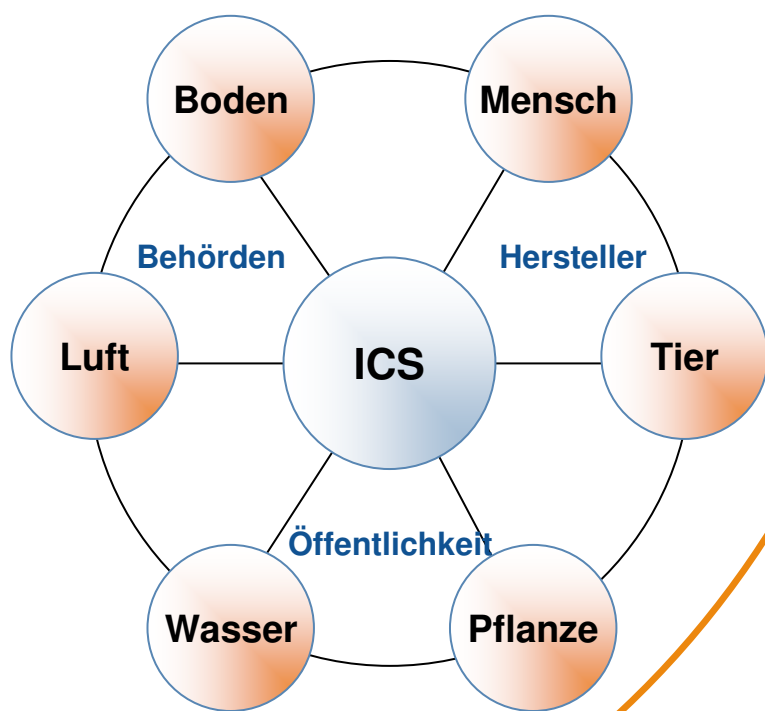 Boden
Mensch
Behörden
Hersteller
Luft
ICS
Tier
Öffentlichkeit
Wasser
Pflanze